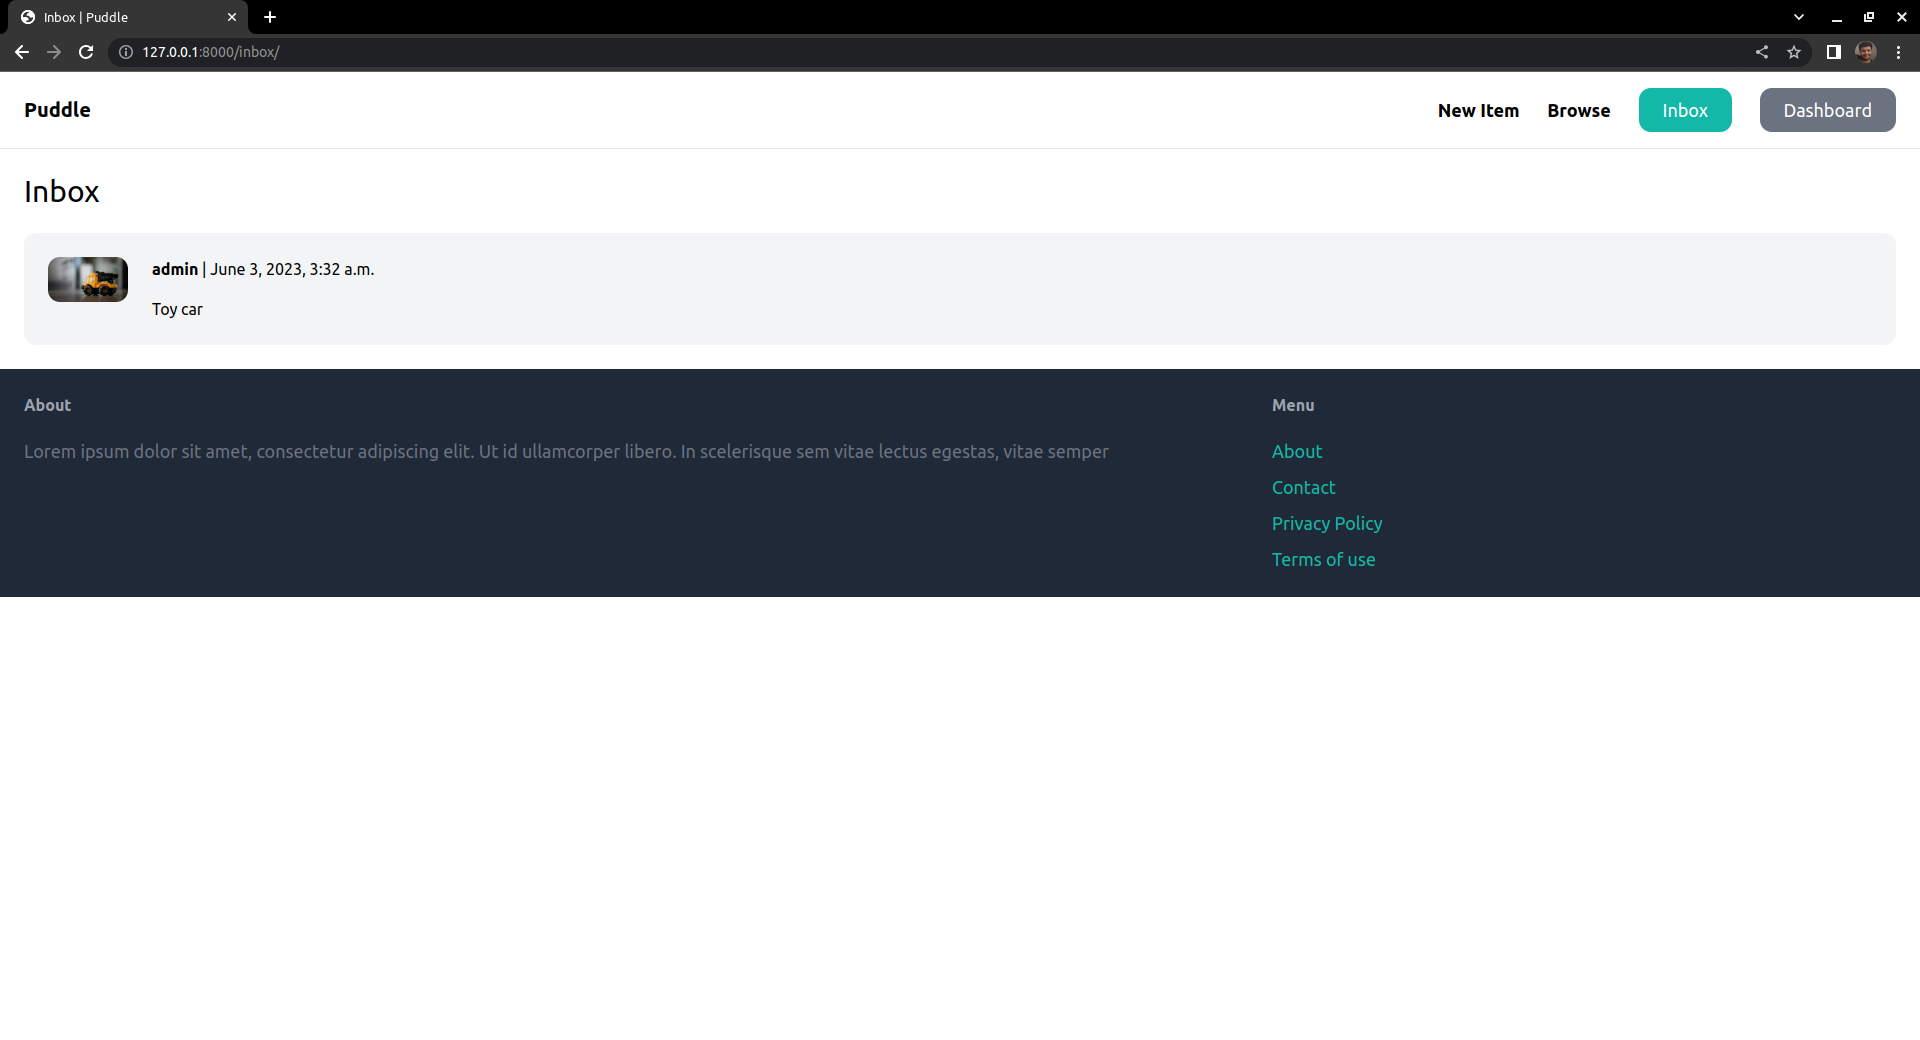 Inbox | Puddle
127.0.0.1:8000/inbox/
Puddle
New Item
Browse
Inbox
Dashboard
Inbox
admin | June 3, 2023, 3:32 a.m.
Toy car
About
Lorem ipsum dolor sit amet, consectetur adipiscing elit. Ut id ullamcorper libero. In scelerisque sem vitae lectus egestas, vitae semper
Menu
About
Contact
Privacy Policy
Terms of use